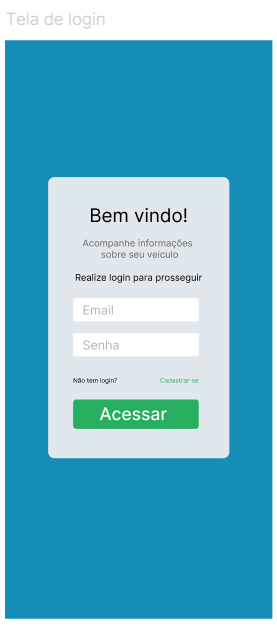 Tela de login
Bem vindo!
Acompanhe informações
sobre seu veiculo
Realize login para prosseguir
Email
Senha
Não tem login? Cadastrar-se
Acessar